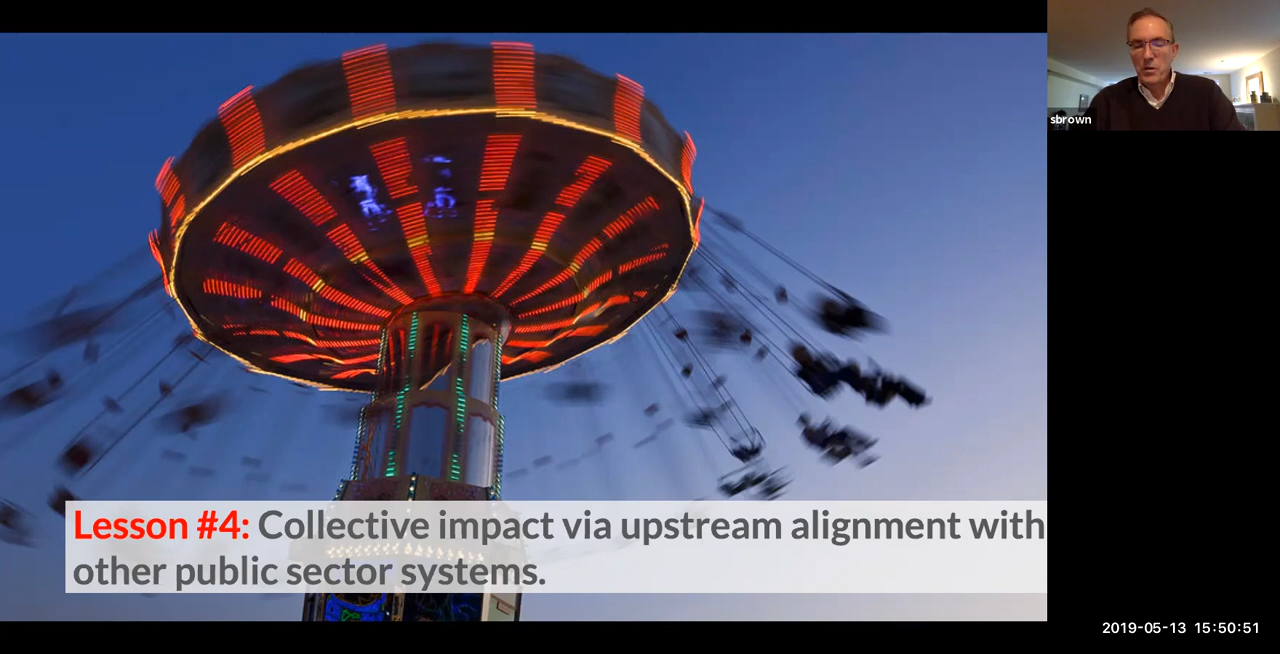 sbrown
Lesson #4: Collective impact via upstream alignment with
other public sector systems.
2019-05-13 15:50:51